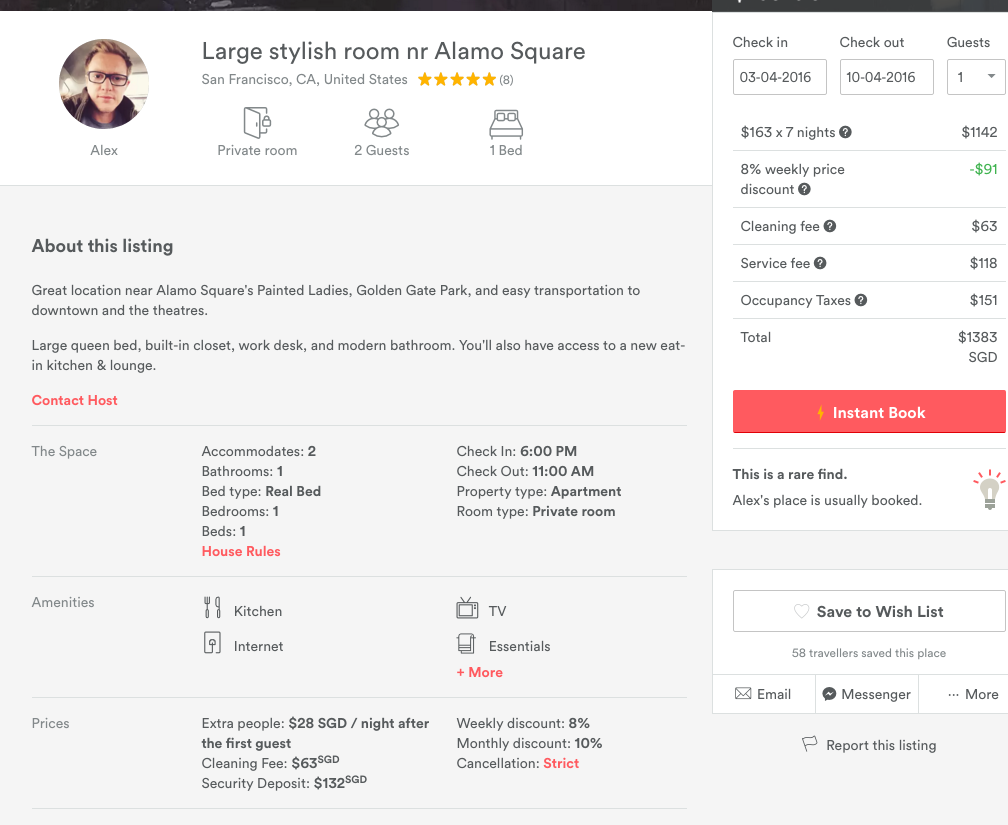 Large stylish room nr Alamo Square
San Francisco, CA, United States (8)
Alex
Private room
2 Guests
1 Bed
About this listing
Great location near Alamo Square's Painted Ladies, Golden Gate Park, and easy transportation to
downtown and the theatres.
Large queen bed, built-in closet, work desk, and modern bathroom. You'll also have access to a new eat-
in kitchen & lounge.
Contact Host
The Space
Accommodates: 2
Bathrooms: 1
Bed type: Real Bed
Bedrooms: 1
Beds: 1
House Rules
Check In: 6:00 PM
Check Out: 11:00 AM
Property type: Apartment
Room type: Private room
Amenities
Kitchen
Internet
TV
Essentials
+ More
Prices
Extra people: $28 SGD / night after
the first guest
Cleaning Fee: $63SGD
Security Deposit: $132SGD
Weekly discount: 8%
Monthly discount: 10%
Cancellation: Strict
Check in
Check out
Guests
03-04-2016
10-04-2016
1
$163 x 7 nights ? $1142
8% weekly price -$91
discount ?
Cleaning fee ? $63
Service fee ? $118
Occupancy Taxes ? $151
Total $1383
SGD
Instant Book
This is a rare find.
Alex's place is usually booked.
Save to Wish List
58 travellers saved this place
Email
Messenger
··· More
Report this listing